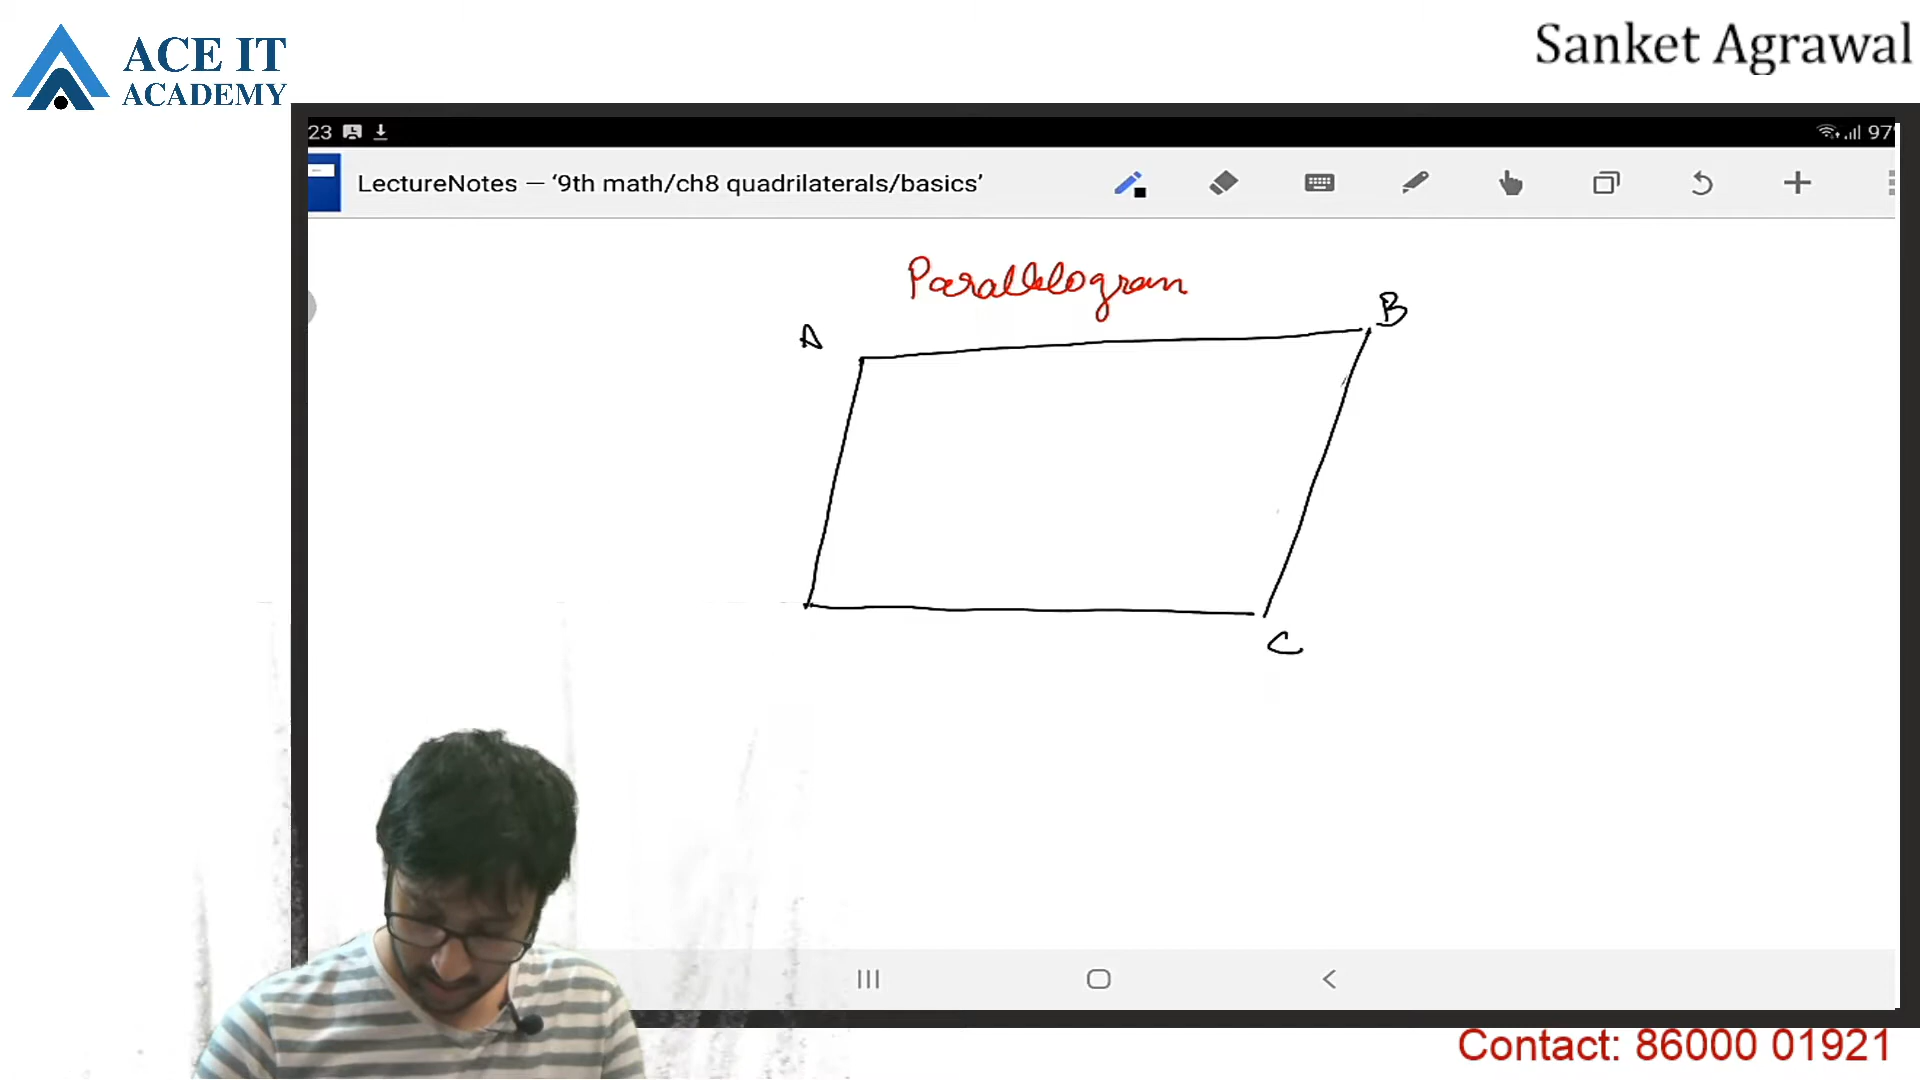 ACE IT
ACADEMY
Sanket Agrawal
23
97
LectureNotes — ‘9th math/ch8 quadrilaterals/basics’
Parallelogram
A
B
C
Contact: 86000 01921